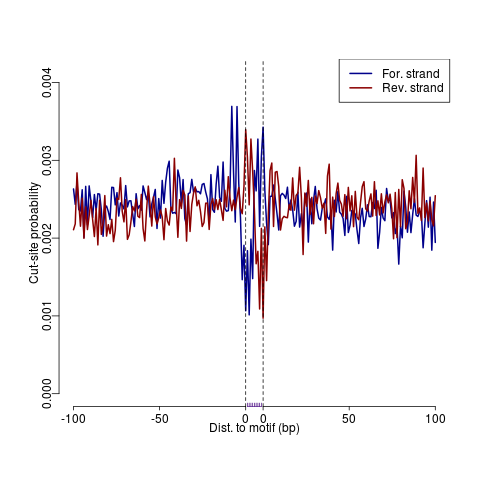 For. strand
Rev. strand
Cut-site probability
0.004
0.003
0.002
0.001
0.000
-100 -50 0 0 50 100
Dist. to motif (bp)